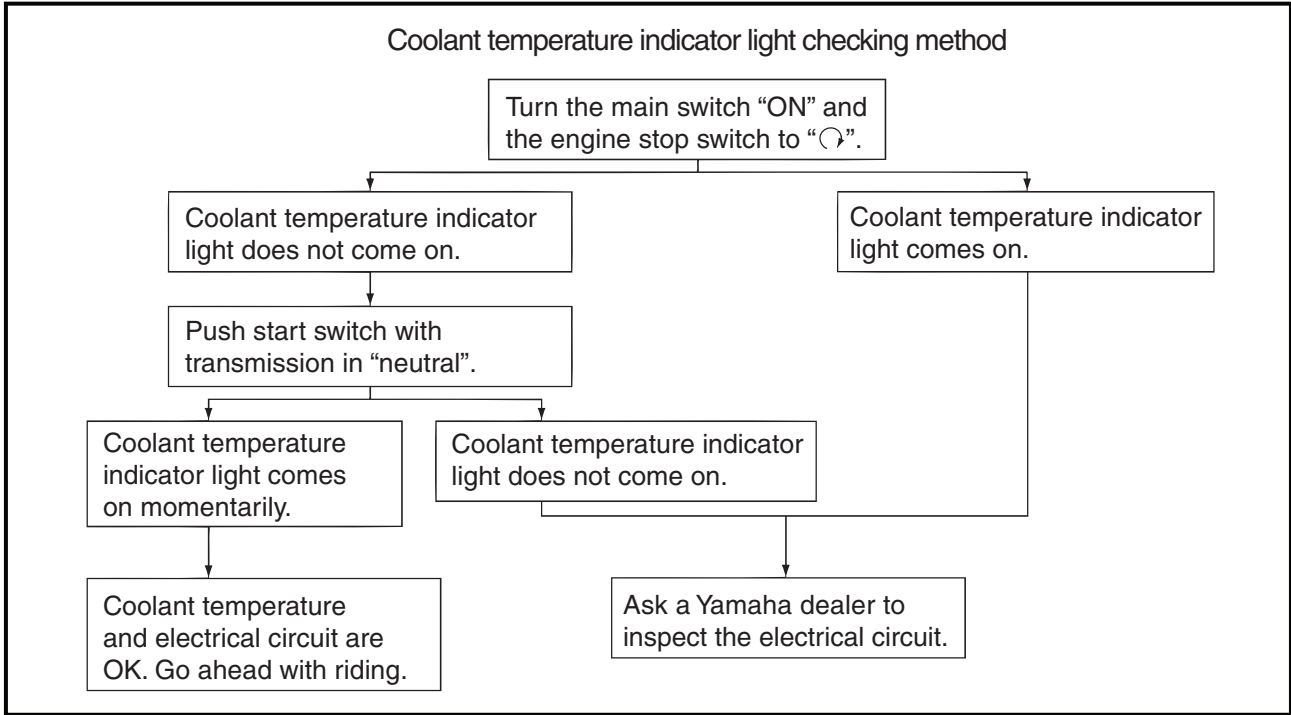 Coolant temperature indicator light checking method
Turn the main switch “ON” and
the engine stop switch to “↷”.
Coolant temperature indicator
light does not come on.
Coolant temperature indicator
light comes on.
Push start switch with
transmission in “neutral”.
Coolant temperature
indicator light comes
on momentarily.
Coolant temperature indicator
light does not come on.
Coolant temperature
and electrical circuit are
OK. Go ahead with riding.
Ask a Yamaha dealer to
inspect the electrical circuit.